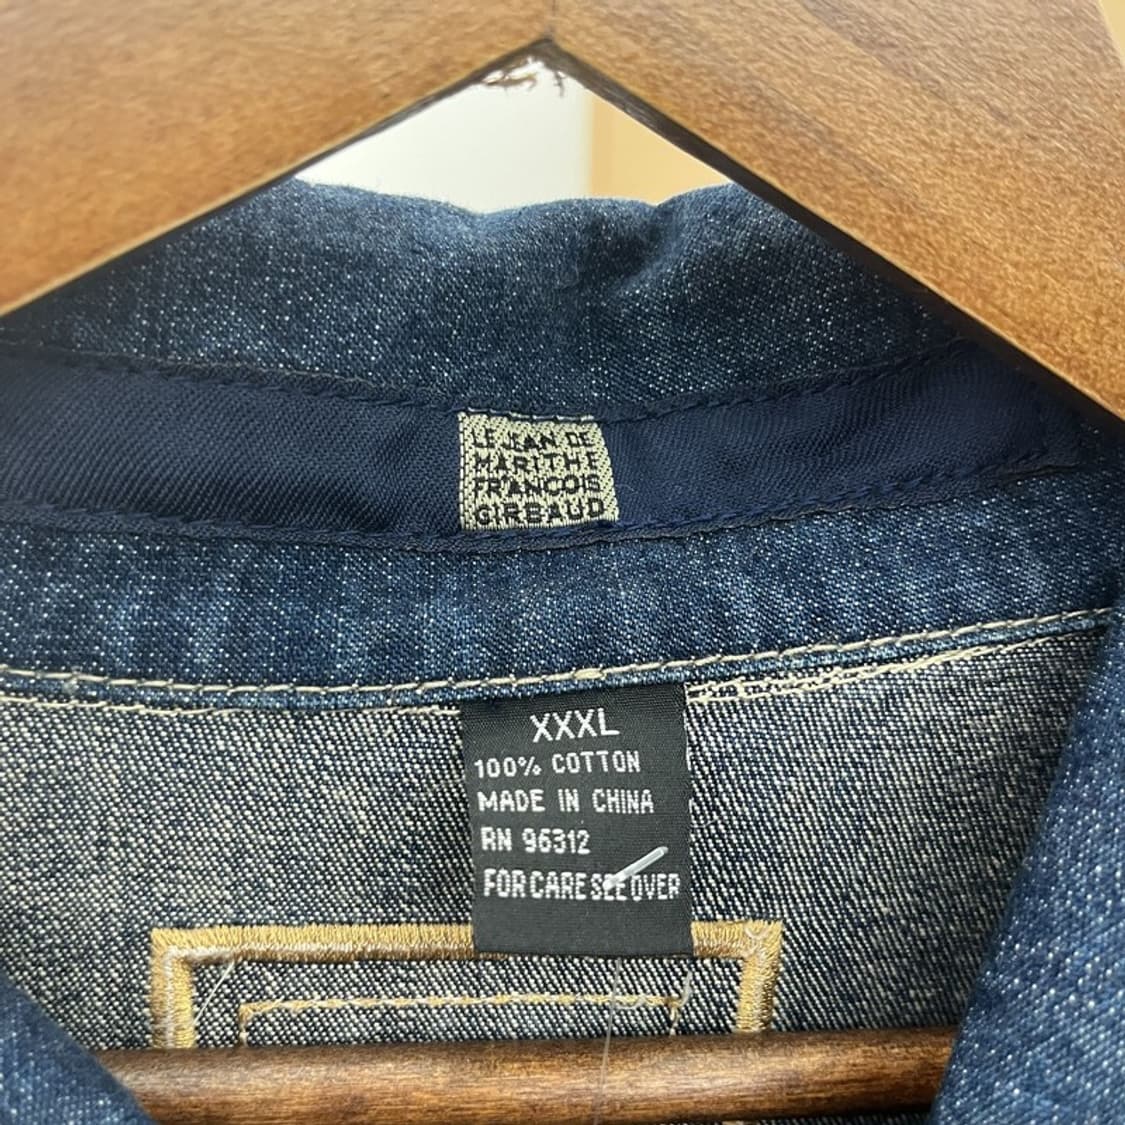 LE JEAN DE
MARITHE
FRANCOIS
GIRBAUD
XXXL
100% COTTON
MADE IN CHINA
RN 96312
FOR CARE SEE OVER